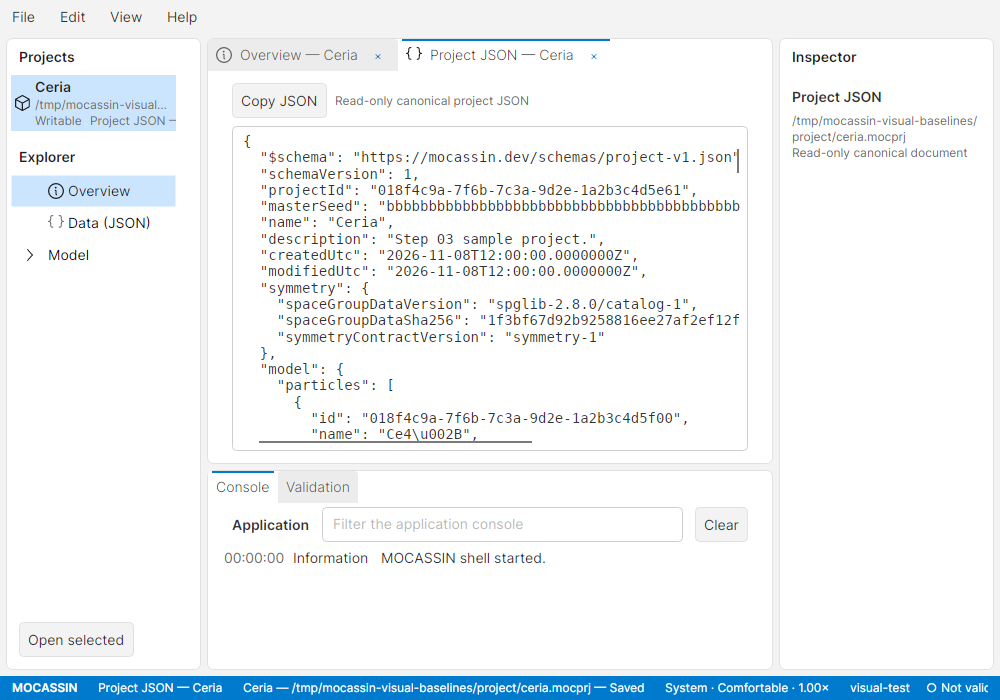 File Edit View Help
Projects
Ceria
/tmp/mocassin-visual...
Writable Project JSON —
Explorer
Overview
{ } Data (JSON)
Model
Open selected
Overview — Ceria ×
{ } Project JSON — Ceria ×
Copy JSON Read-only canonical project JSON
{
"$schema": "https://mocassin.dev/schemas/project-v1.json"
"schemaVersion": 1,
"projectId": "018f4c9a-7f6b-7c3a-9d2e-1a2b3c4d5e61",
"masterSeed": "bbbbbbbbbbbbbbbbbbbbbbbbbbbbbbbbbbbbbbbbbb
"name": "Ceria",
"description": "Step 03 sample project.",
"createdUtc": "2026-11-08T12:00:00.0000000Z",
"modifiedUtc": "2026-11-08T12:00:00.0000000Z",
"symmetry": {
"spaceGroupDataVersion": "spglib-2.8.0/catalog-1",
"spaceGroupDataSha256": "1f3bf67d92b9258816ee27af2ef12f
"symmetryContractVersion": "symmetry-1"
},
"model": {
"particles": [
{
"id": "018f4c9a-7f6b-7c3a-9d2e-1a2b3c4d5f00",
"name": "Ce4\u002B",
Console Validation
Application Filter the application console Clear
00:00:00 Information MOCASSIN shell started.
Inspector
Project JSON
/tmp/mocassin-visual-baselines/
project/ceria.mocprj
Read-only canonical document
MOCASSIN Project JSON — Ceria Ceria — /tmp/mocassin-visual-baselines/project/ceria.mocprj — Saved System · Comfortable · 1.00× visual-test Not valic